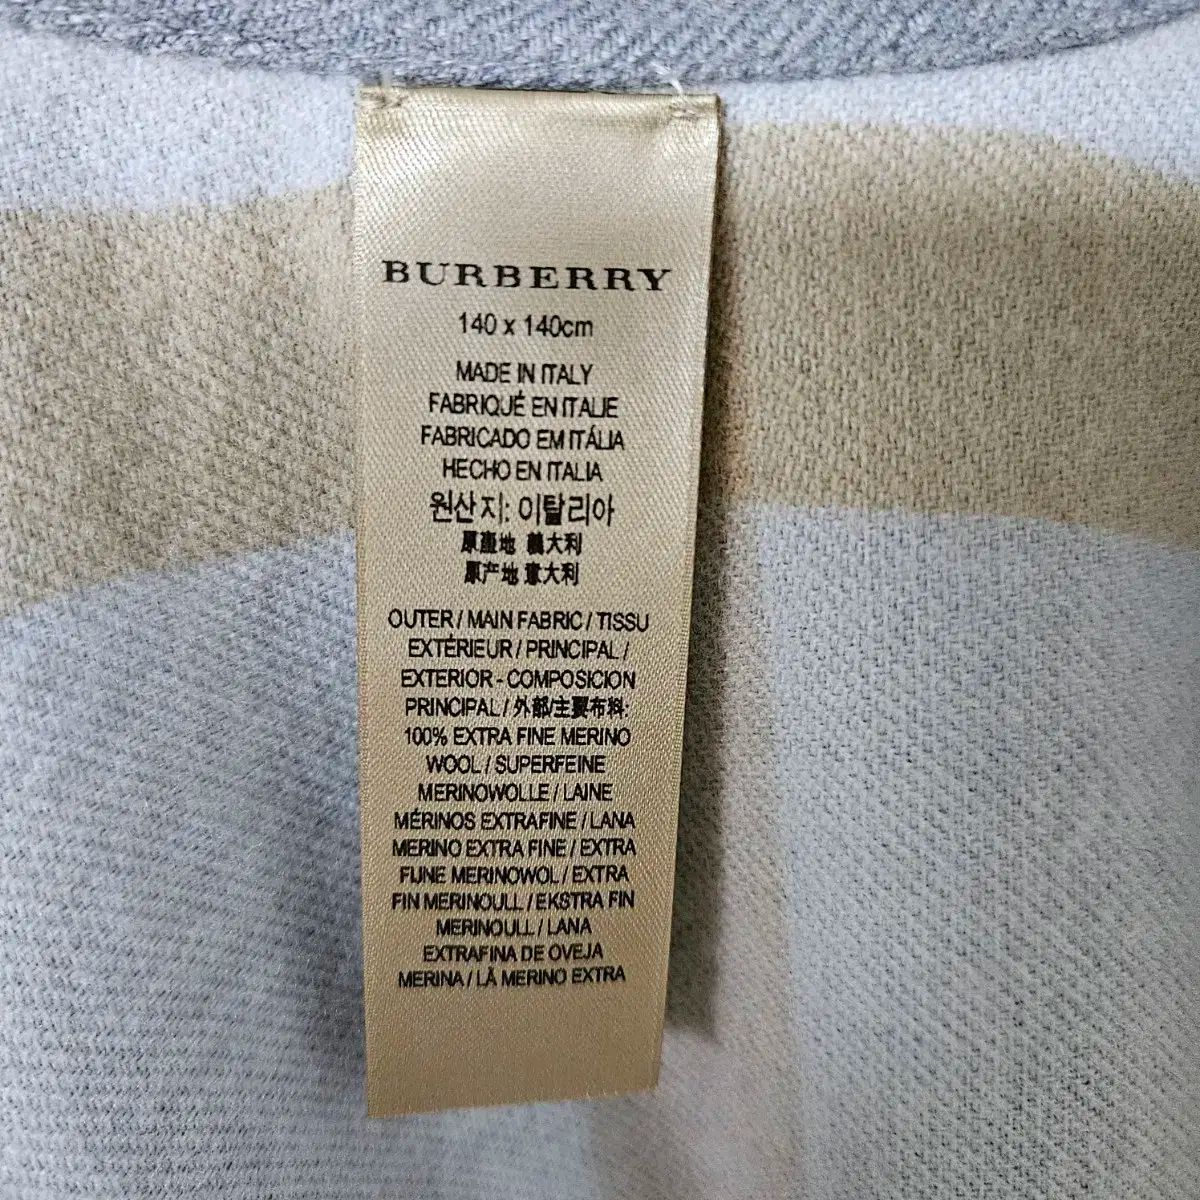 BURBERRY
140 x 140cm
MADE IN ITALY
FABRIQUÉ EN ITALIE
FABRICADO EM ITÁLIA
HECHO EN ITALIA
원산지: 이탈리아
原產地 義大利
原产地 意大利
OUTER / MAIN FABRIC / TISSU
EXTÉRIEUR / PRINCIPAL /
EXTERIOR - COMPOSICION
PRINCIPAL / 外部/主要布料:
100% EXTRA FINE MERINO
WOOL / SUPERFEINE
MERINOWOLLE / LAINE
MÉRINOS EXTRAFINE / LANA
MERINO EXTRA FINE / EXTRA
FIJNE MERINOWOL / EXTRA
FIN MERINOULL / EKSTRA FIN
MERINOULL / LANA
EXTRAFINA DE OVEJA
MERINA / LÃ MERINO EXTRA